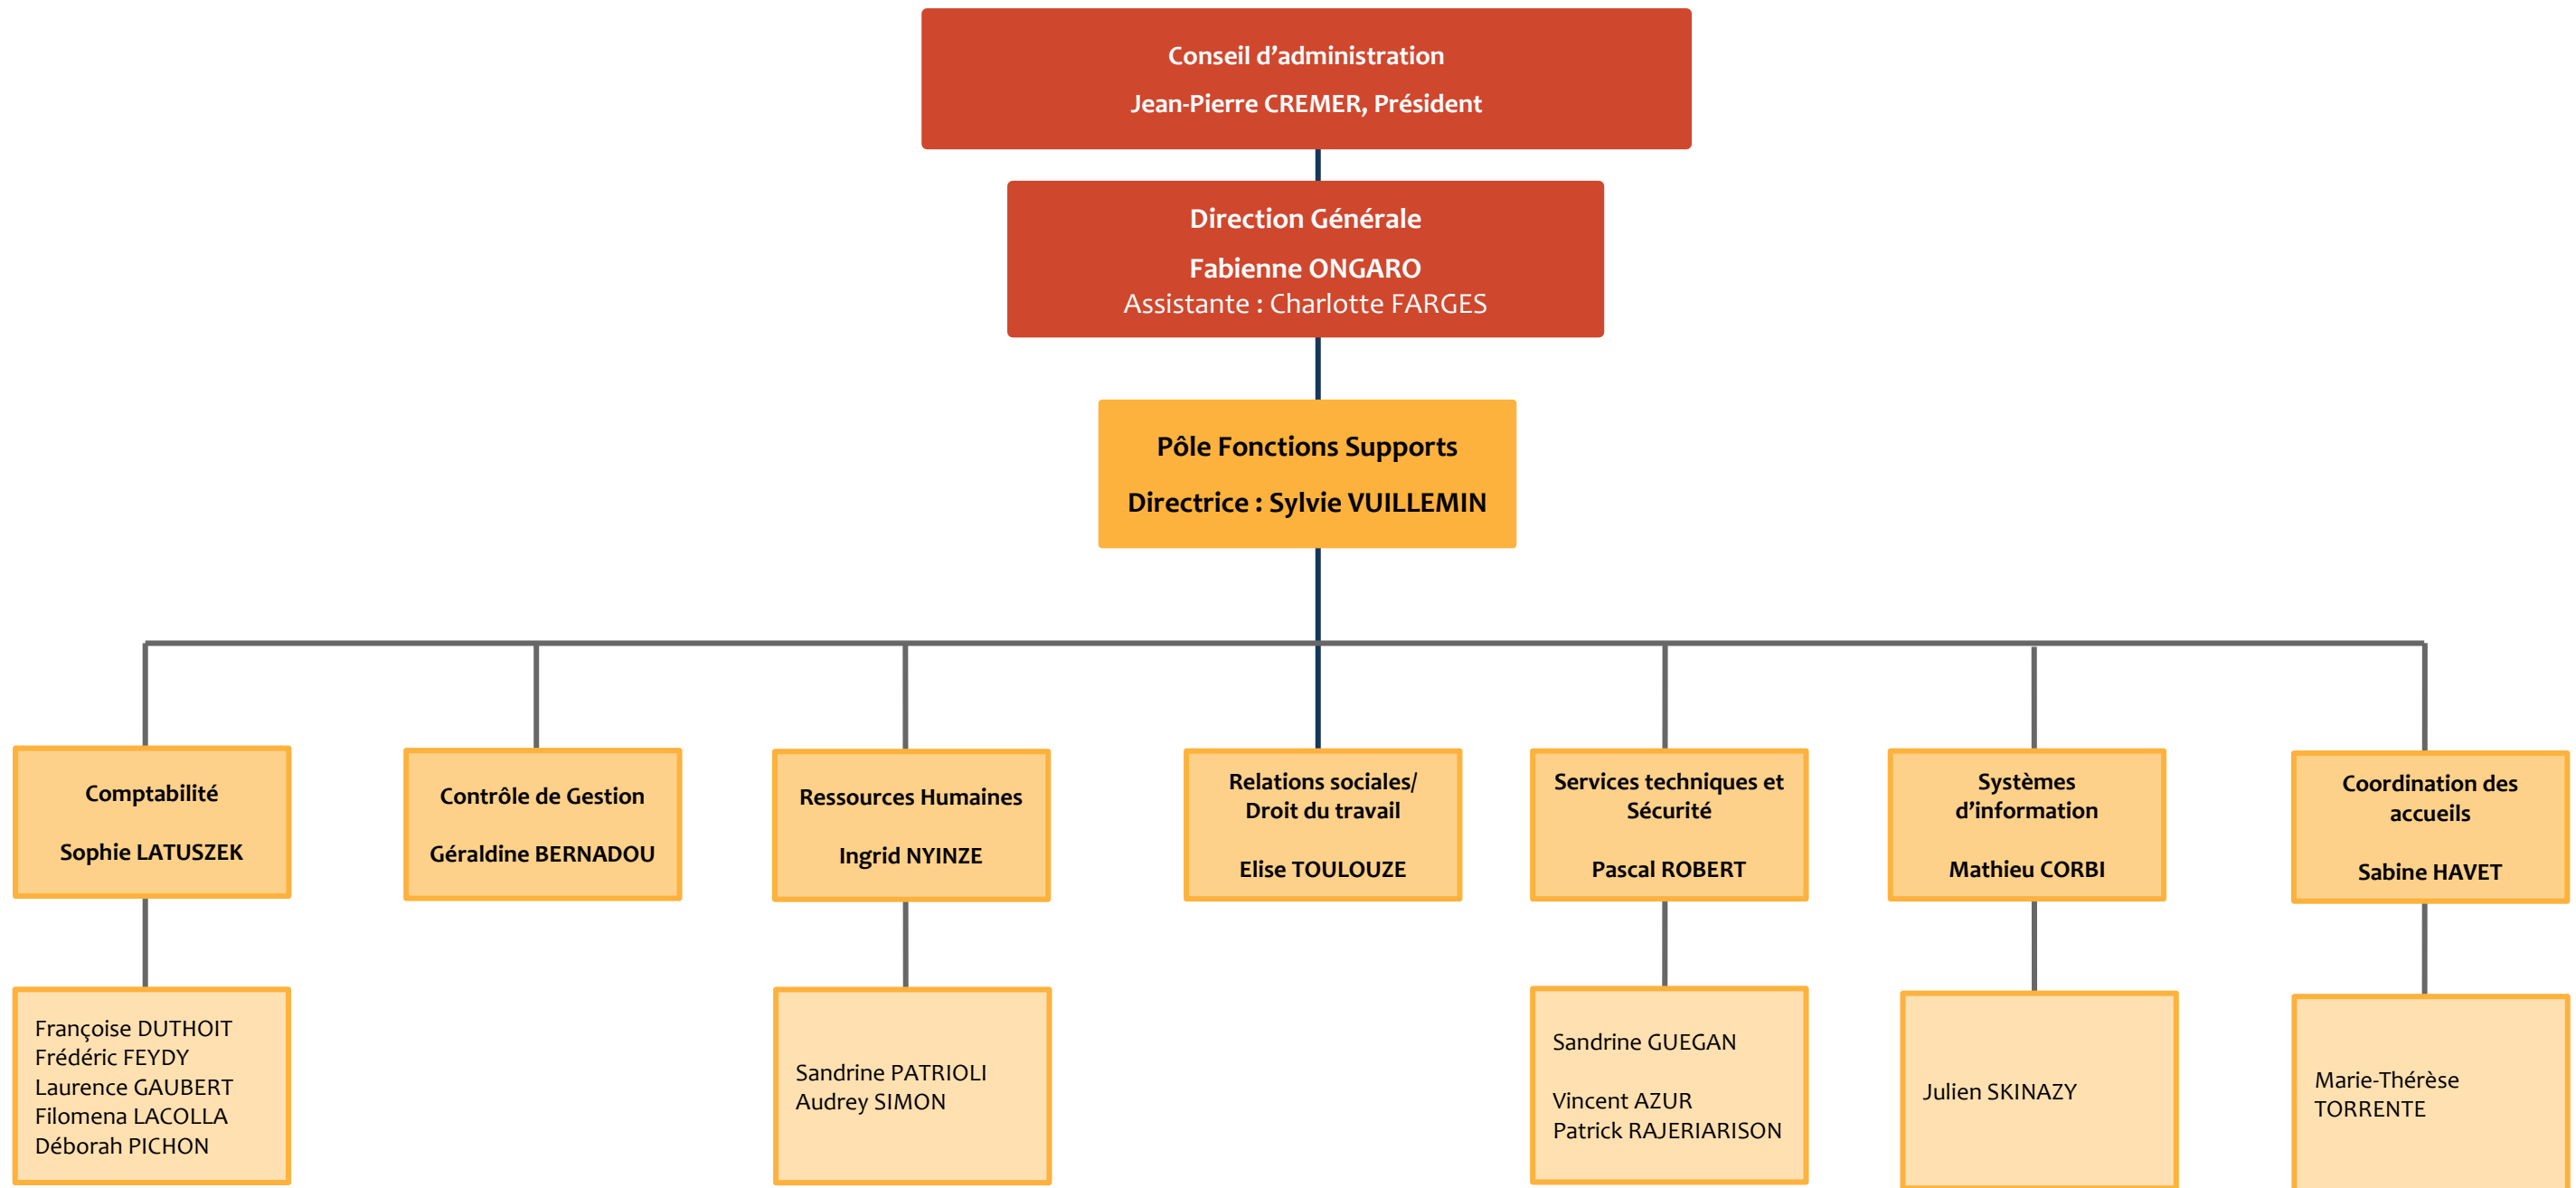 Conseil d’administration
Jean-Pierre CREMER, Président
Direction Générale
Fabienne ONGARO
Assistante : Charlotte FARGES
Pôle Fonctions Supports
Directrice : Sylvie VUILLEMIN
Comptabilité
Sophie LATUSZEK
Contrôle de Gestion
Géraldine BERNADOU
Ressources Humaines
Ingrid NYINZE
Relations sociales/
Droit du travail
Elise TOULOUZE
Services techniques et
Sécurité
Pascal ROBERT
Systèmes
d’information
Mathieu CORBI
Coordination des
accueils
Sabine HAVET
Françoise DUTHOIT
Frédéric FEYDY
Laurence GAUBERT
Filomena LACOLLA
Déborah PICHON
Sandrine PATRIOLI
Audrey SIMON
Sandrine GUEGAN
Vincent AZUR
Patrick RAJERIARISON
Julien SKINAZY
Marie-Thérèse
TORRENTE